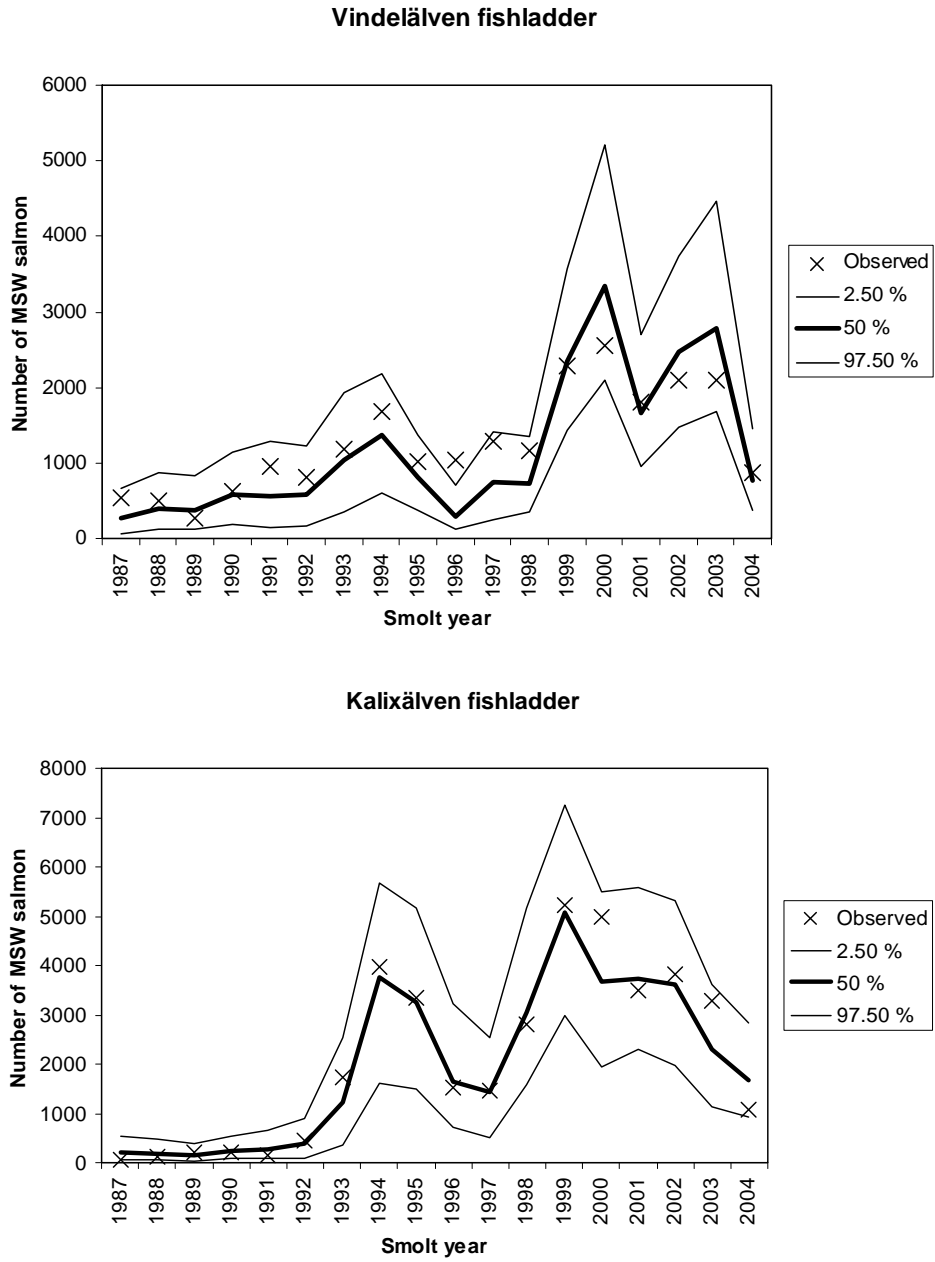 Vindelälven fishladder
6000
5000
4000
3000
2000
1000
0
Number of MSW salmon
1987 1988 1989 1990 1991 1992 1993 1994 1995 1996 1997 1998 1999 2000 2001 2002 2003 2004
Smolt year
Observed
2.50 %
50 %
97.50 %
Kalixälven fishladder
8000
7000
6000
5000
4000
3000
2000
1000
0
Number of MSW salmon
1987 1988 1989 1990 1991 1992 1993 1994 1995 1996 1997 1998 1999 2000 2001 2002 2003 2004
Smolt year
Observed
2.50 %
50 %
97.50 %